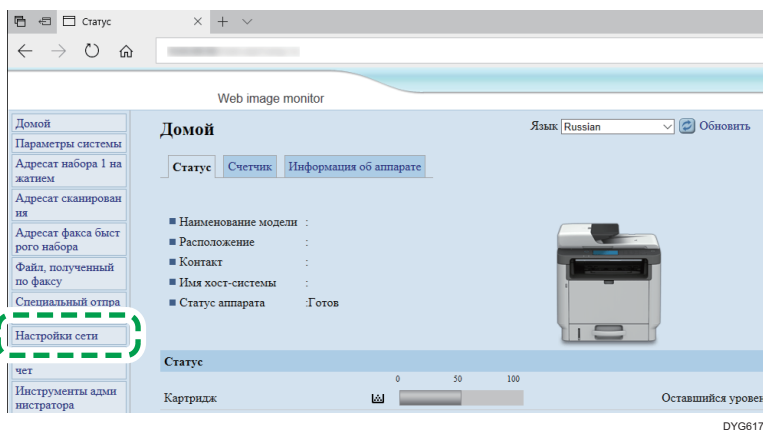 Статус
Web image monitor
Домой
Параметры системы
Адресат набора 1 на
жатием
Адресат сканирован
ия
Адресат факса быст
рого набора
Файл, полученный
по факсу
Специальный отпра
Настройки сети
чет
Инструменты адми
нистратора
Домой
Язык Russian Обновить
Статус Счетчик Информация об аппарате
Наименование модели :
Расположение :
Контакт :
Имя хост-системы :
Статус аппарата :Готов
Статус
0 50 100
Картридж Оставшийся уровен
DYG617